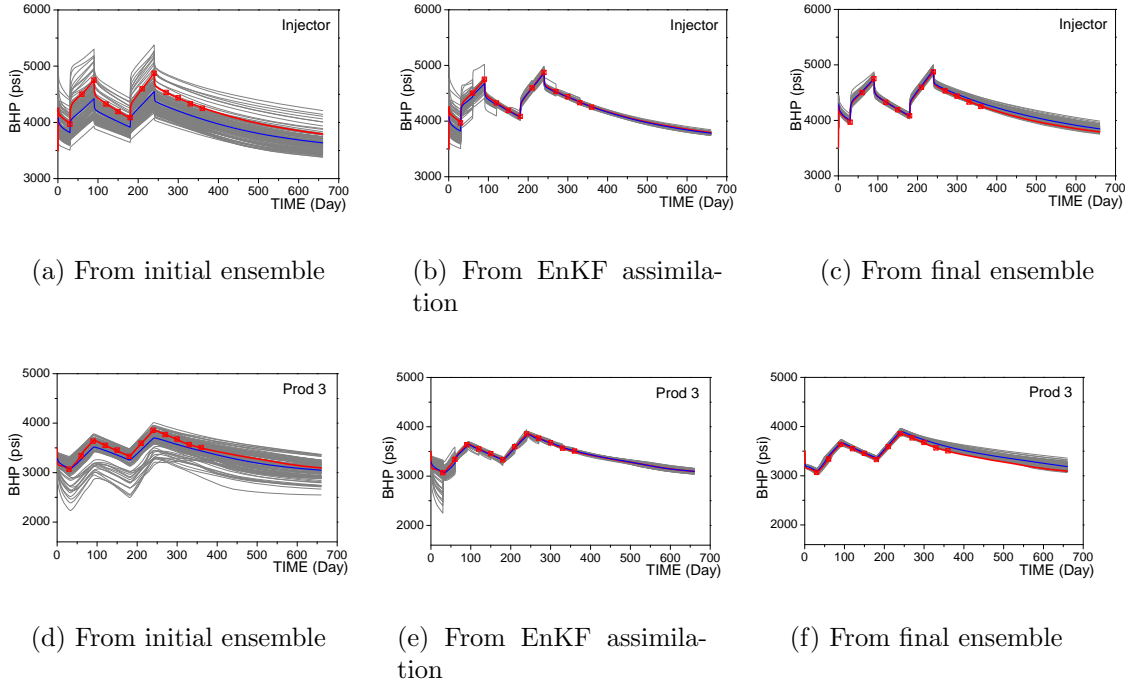 6000
5000
4000
3000
BHP (psi)
Injector
0 100 200 300 400 500 600 700
TIME (Day)
(a) From initial ensemble
6000
5000
4000
3000
BHP (psi)
Injector
0 100 200 300 400 500 600 700
TIME (Day)
(b) From EnKF assimila-
tion
6000
5000
4000
3000
BHP (psi)
Injector
0 100 200 300 400 500 600 700
TIME (Day)
(c) From final ensemble
5000
4000
3000
2000
BHP (psi)
Prod 3
0 100 200 300 400 500 600 700
TIME (Day)
(d) From initial ensemble
5000
4000
3000
2000
BHP (psi)
Prod 3
0 100 200 300 400 500 600 700
TIME (Day)
(e) From EnKF assimila-
tion
5000
4000
3000
2000
BHP (psi)
Prod 3
0 100 200 300 400 500 600 700
TIME (Day)
(f) From final ensemble